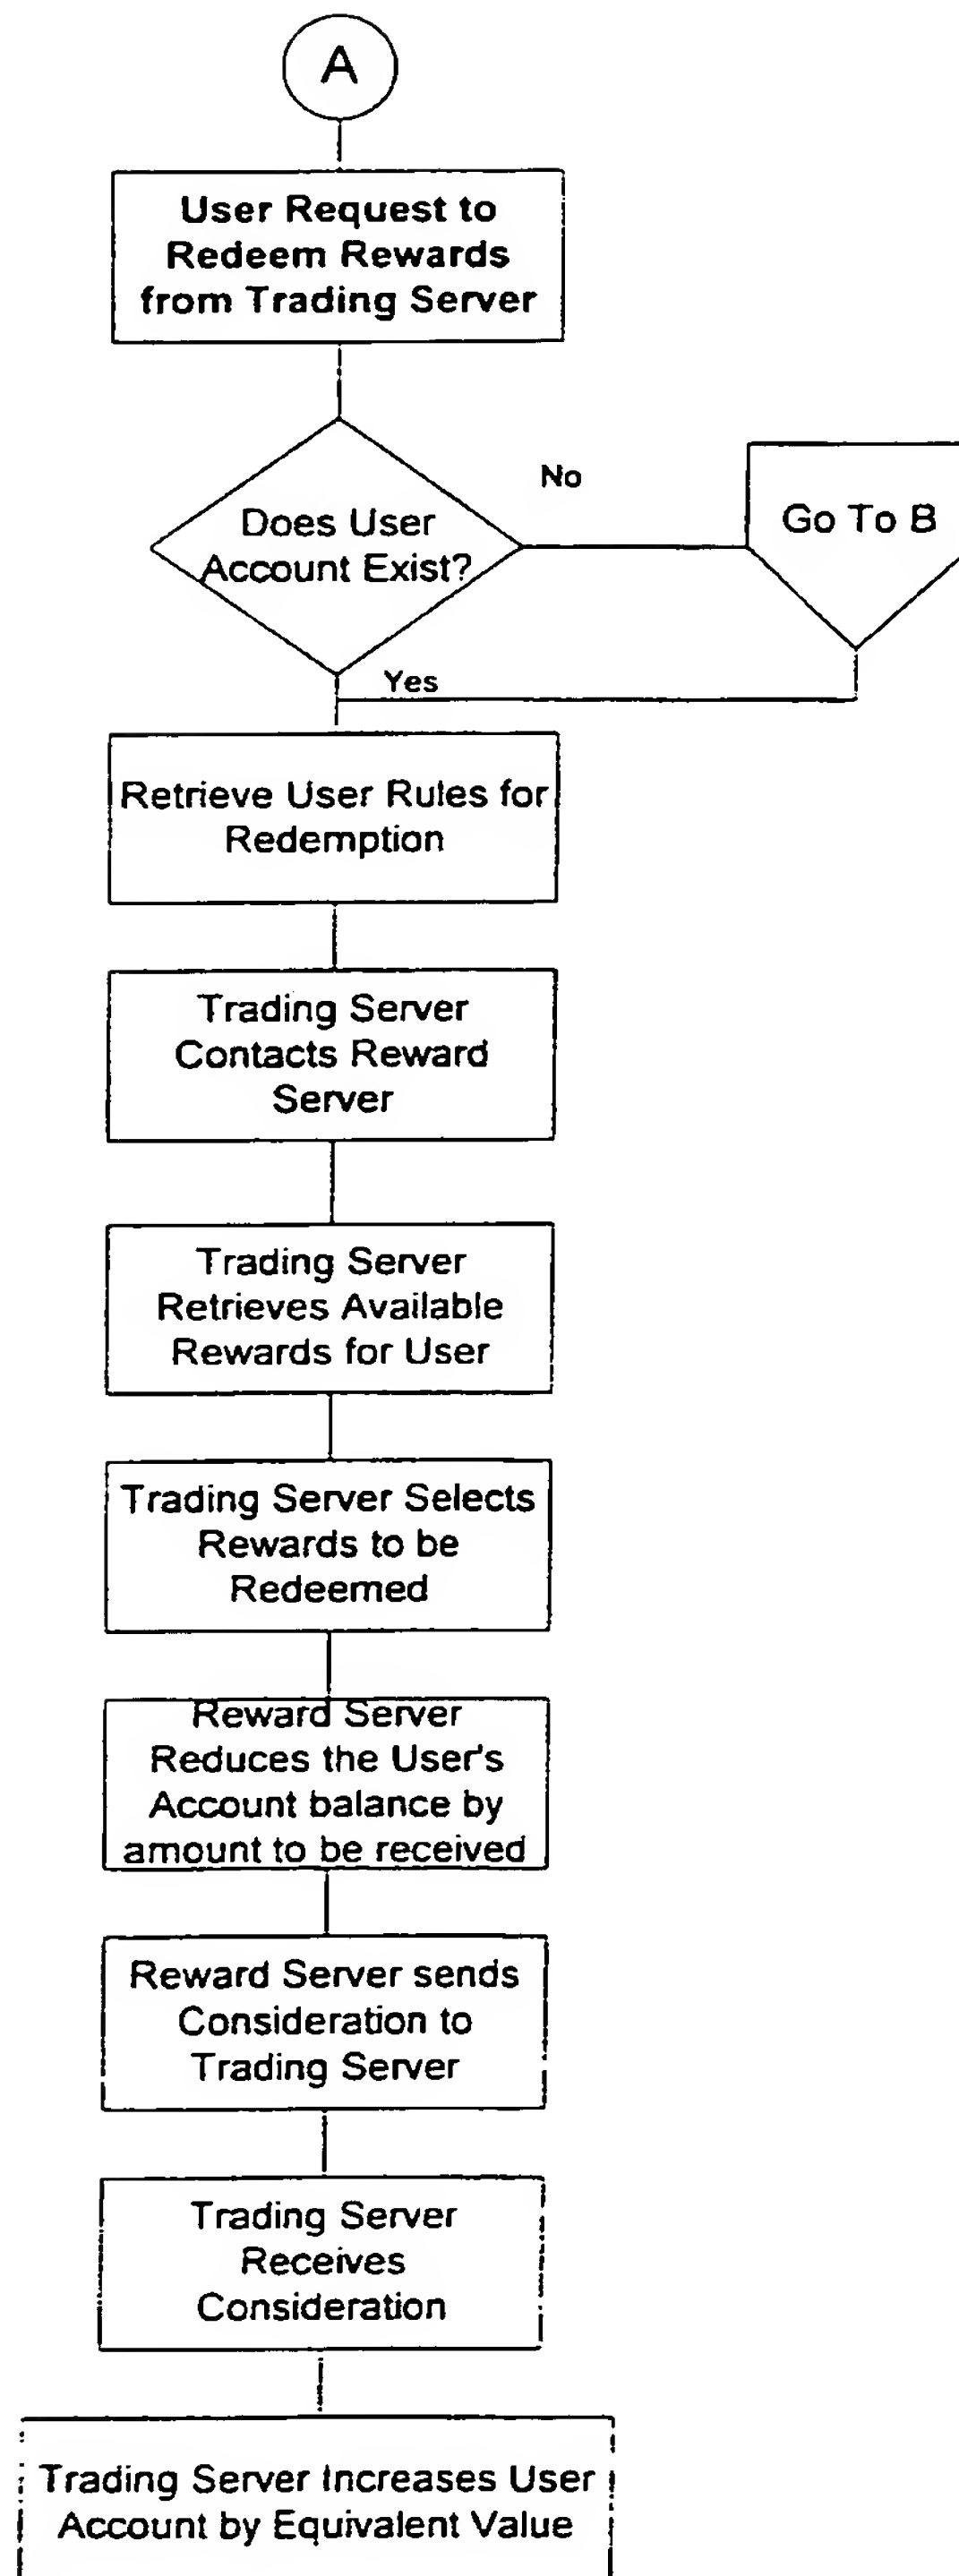 A
User Request to
Redeem Rewards
from Trading Server
Does User
Account Exist?
No
Go To B
Yes
Retrieve User Rules for
Redemption
Trading Server
Contacts Reward
Server
Trading Server
Retrieves Available
Rewards for User
Trading Server Selects
Rewards to be
Redeemed
Reward Server
Reduces the User's
Account balance by
amount to be received
Reward Server sends
Consideration to
Trading Server
Trading Server
Receives
Consideration
Trading Server Increases User
Account by Equivalent Value